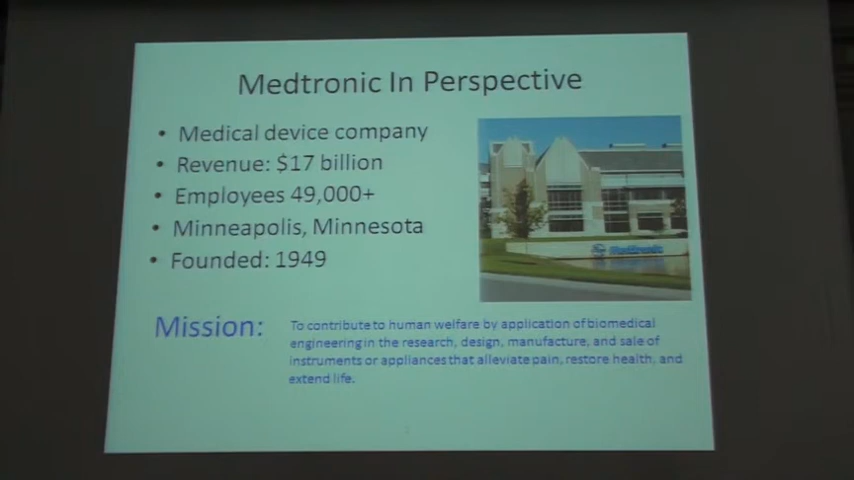 Medtronic In Perspective
• Medical device company
• Revenue: $17 billion
• Employees 49,000+
• Minneapolis, Minnesota
• Founded: 1949
Medtronic
Mission:
To contribute to human welfare by application of biomedical
engineering in the research, design, manufacture, and sale of
instruments or appliances that alleviate pain, restore health, and
extend life.